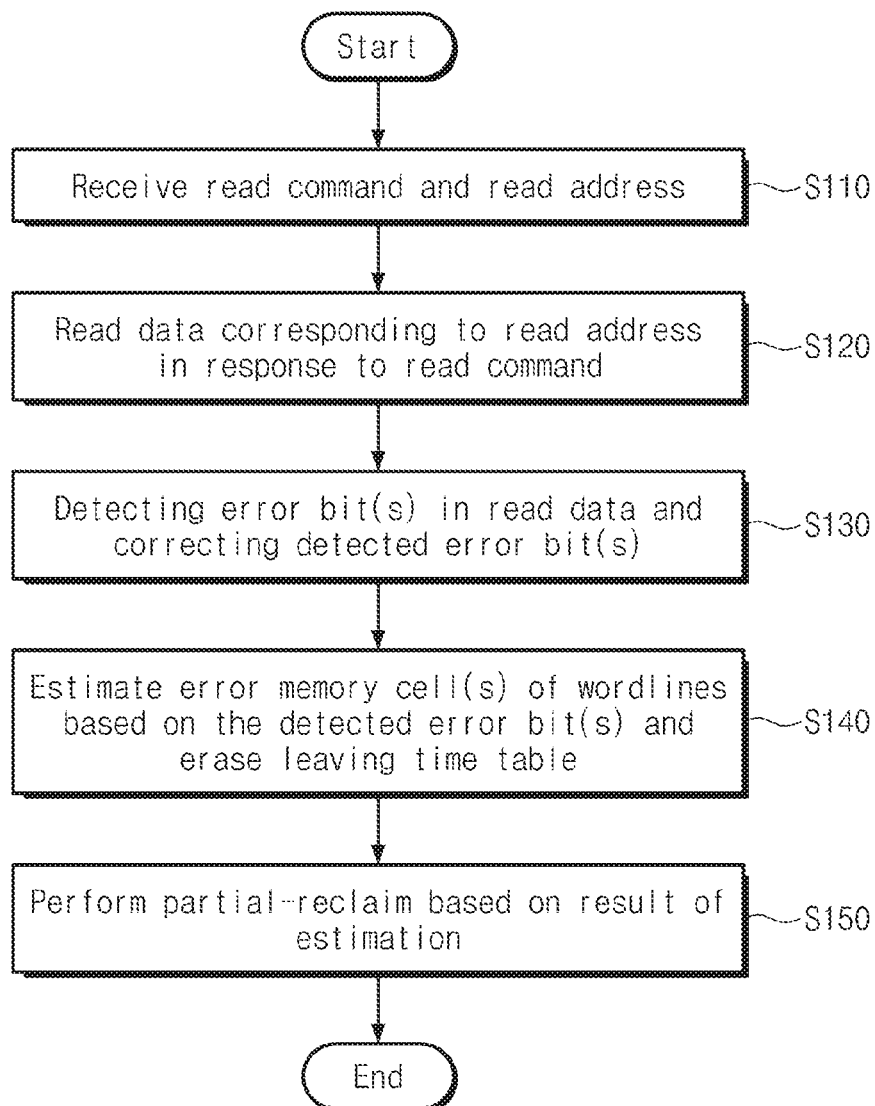 Start
Receive read command and read address
S110
Read data corresponding to read address
in response to read command
S120
Detecting error bit(s) in read data and
correcting detected error bit(s)
S130
Estimate error memory cell(s) of wordlines
based on the detected error bit(s) and
erase leaving time table
S140
Perform partial-reclaim based on result of
estimation
S150
End